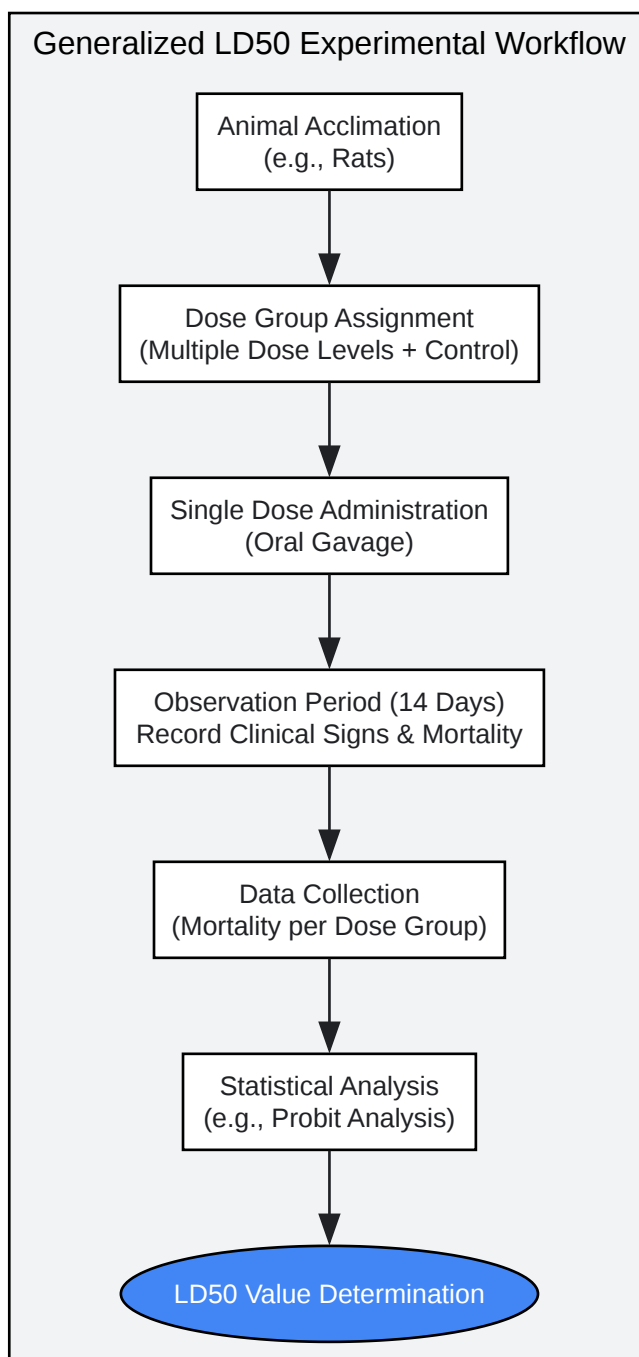 Generalized LD50 Experimental Workflow
Animal Acclimation
(e.g., Rats)
Dose Group Assignment
(Multiple Dose Levels + Control)
Single Dose Administration
(Oral Gavage)
Observation Period (14 Days)
Record Clinical Signs & Mortality
Data Collection
(Mortality per Dose Group)
Statistical Analysis
(e.g., Probit Analysis)
LD50 Value Determination